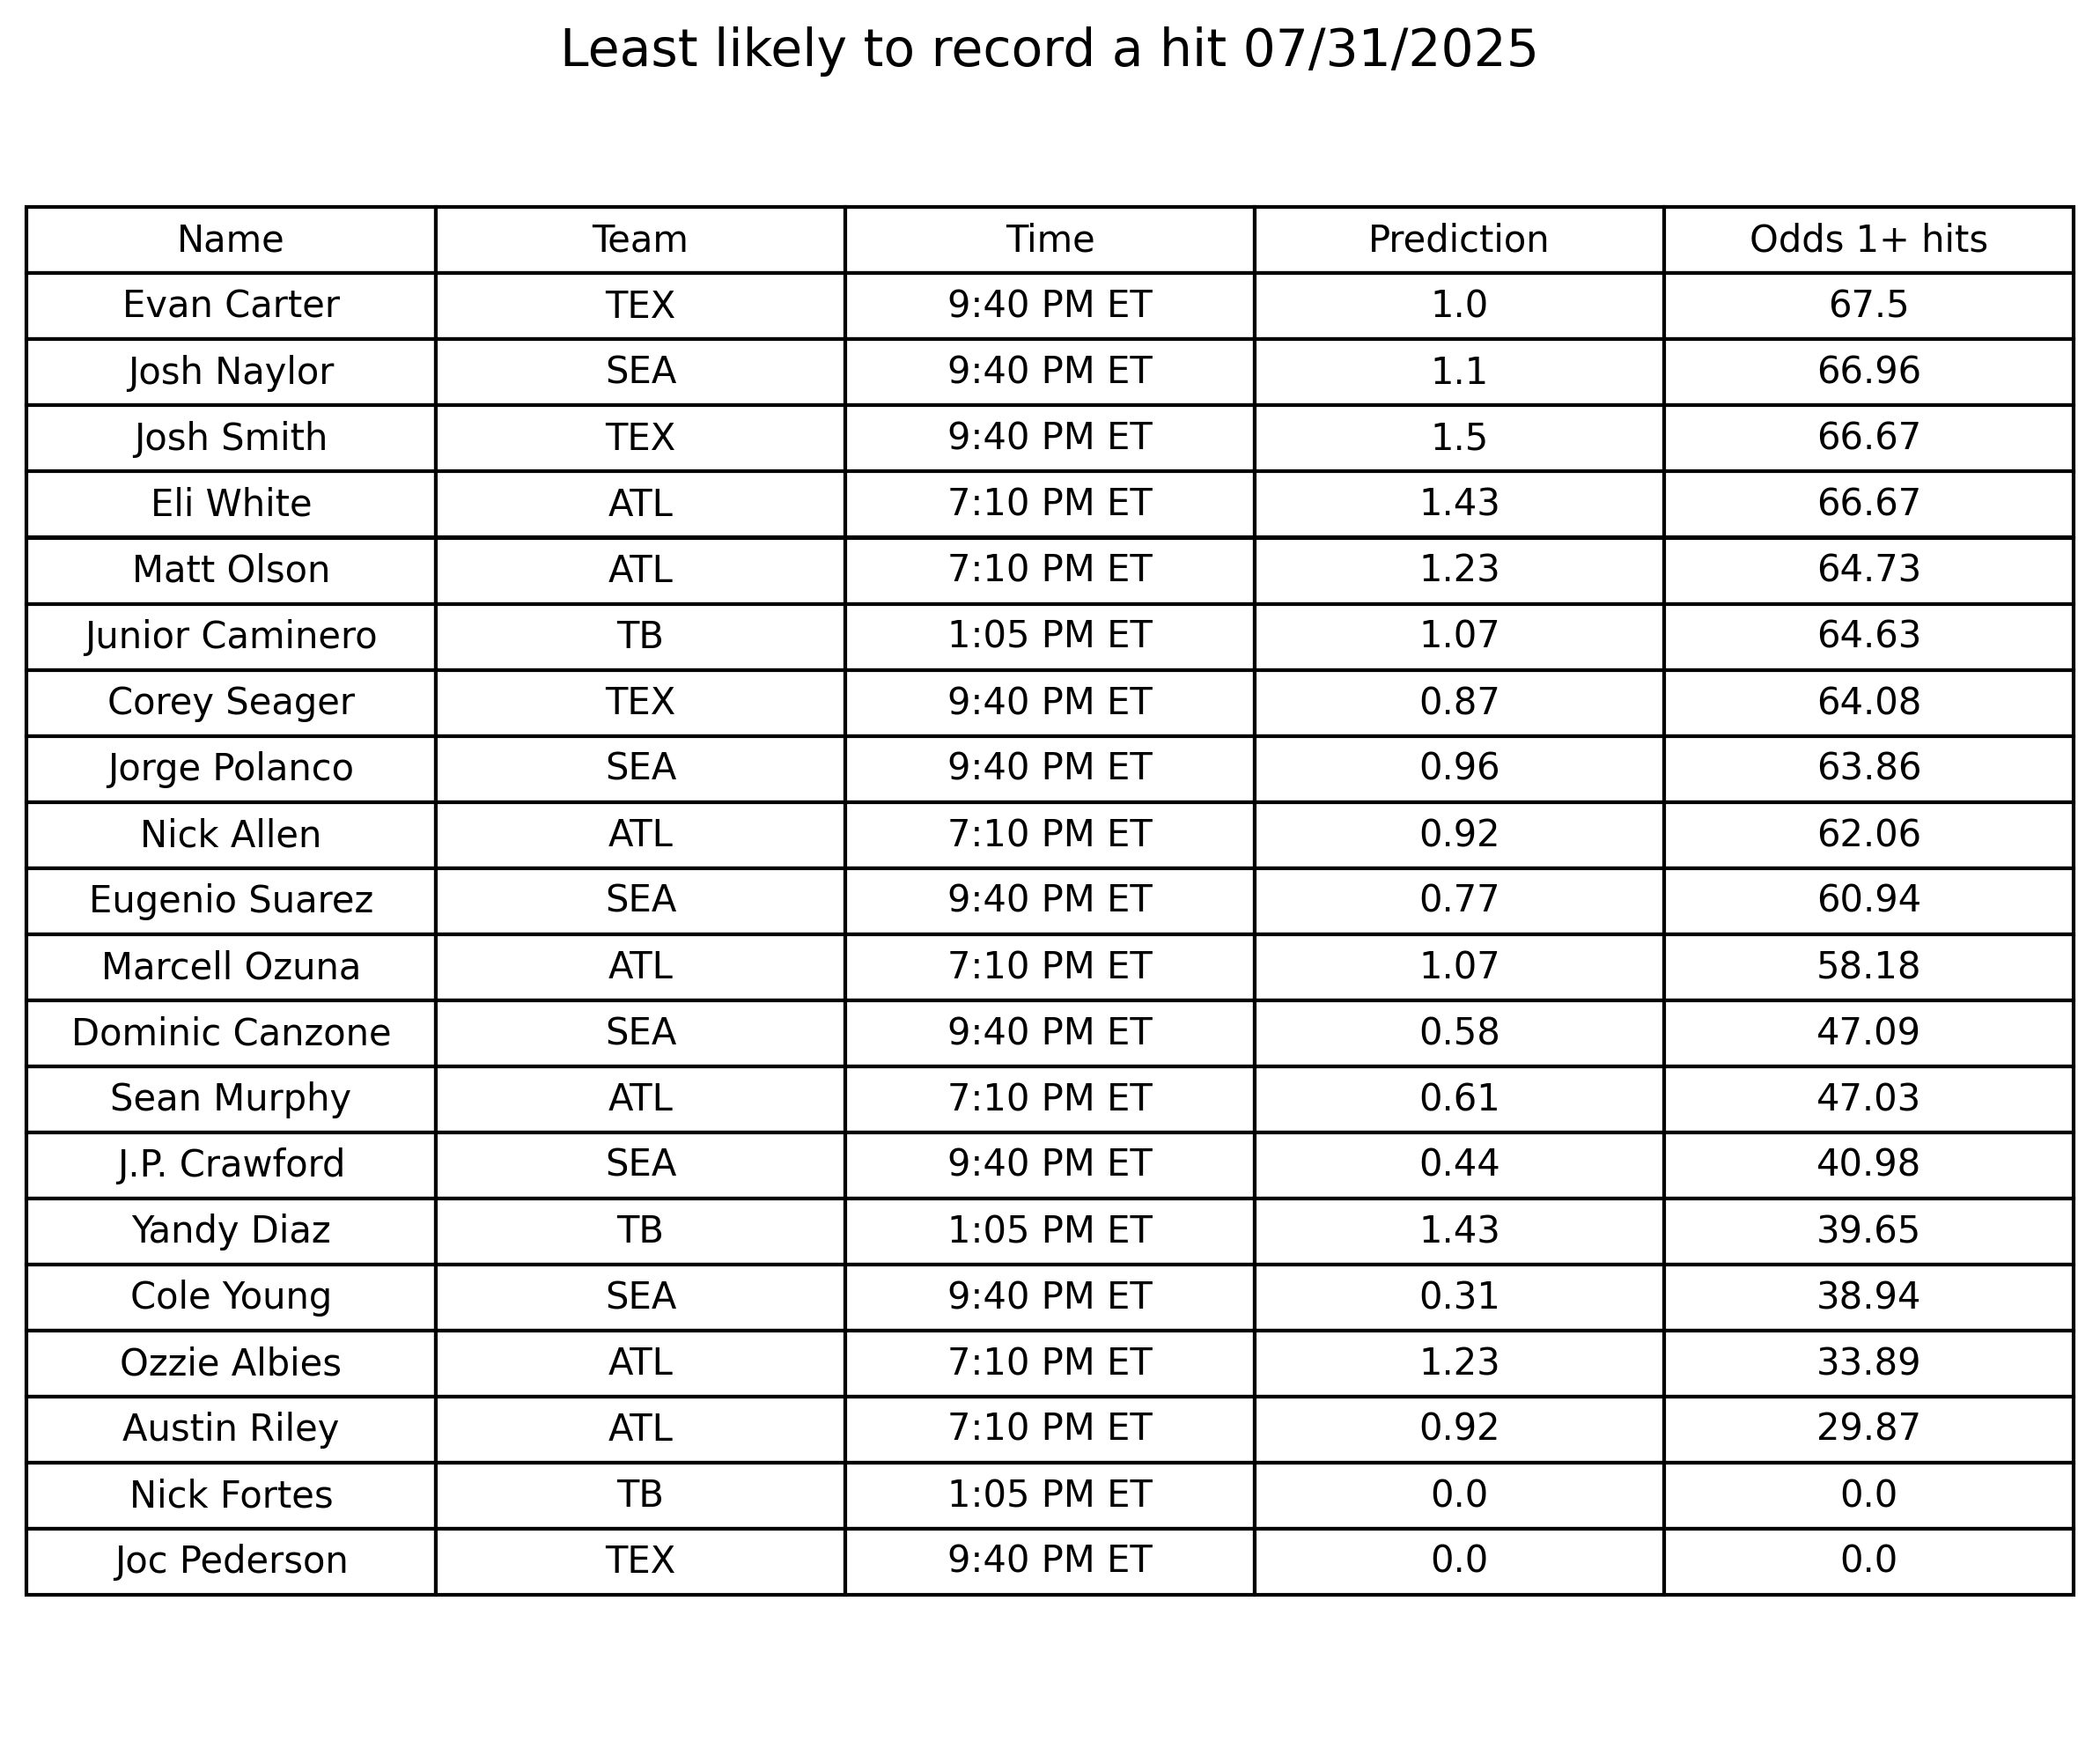 Least likely to record a hit 07/31/2025
Name Team Time Prediction Odds 1+ hits
Evan Carter TEX 9:40 PM ET 1.0 67.5
Josh Naylor SEA 9:40 PM ET 1.1 66.96
Josh Smith TEX 9:40 PM ET 1.5 66.67
Eli White ATL 7:10 PM ET 1.43 66.67
Matt Olson ATL 7:10 PM ET 1.23 64.73
Junior Caminero TB 1:05 PM ET 1.07 64.63
Corey Seager TEX 9:40 PM ET 0.87 64.08
Jorge Polanco SEA 9:40 PM ET 0.96 63.86
Nick Allen ATL 7:10 PM ET 0.92 62.06
Eugenio Suarez SEA 9:40 PM ET 0.77 60.94
Marcell Ozuna ATL 7:10 PM ET 1.07 58.18
Dominic Canzone SEA 9:40 PM ET 0.58 47.09
Sean Murphy ATL 7:10 PM ET 0.61 47.03
J.P. Crawford SEA 9:40 PM ET 0.44 40.98
Yandy Diaz TB 1:05 PM ET 1.43 39.65
Cole Young SEA 9:40 PM ET 0.31 38.94
Ozzie Albies ATL 7:10 PM ET 1.23 33.89
Austin Riley ATL 7:10 PM ET 0.92 29.87
Nick Fortes TB 1:05 PM ET 0.0 0.0
Joc Pederson TEX 9:40 PM ET 0.0 0.0